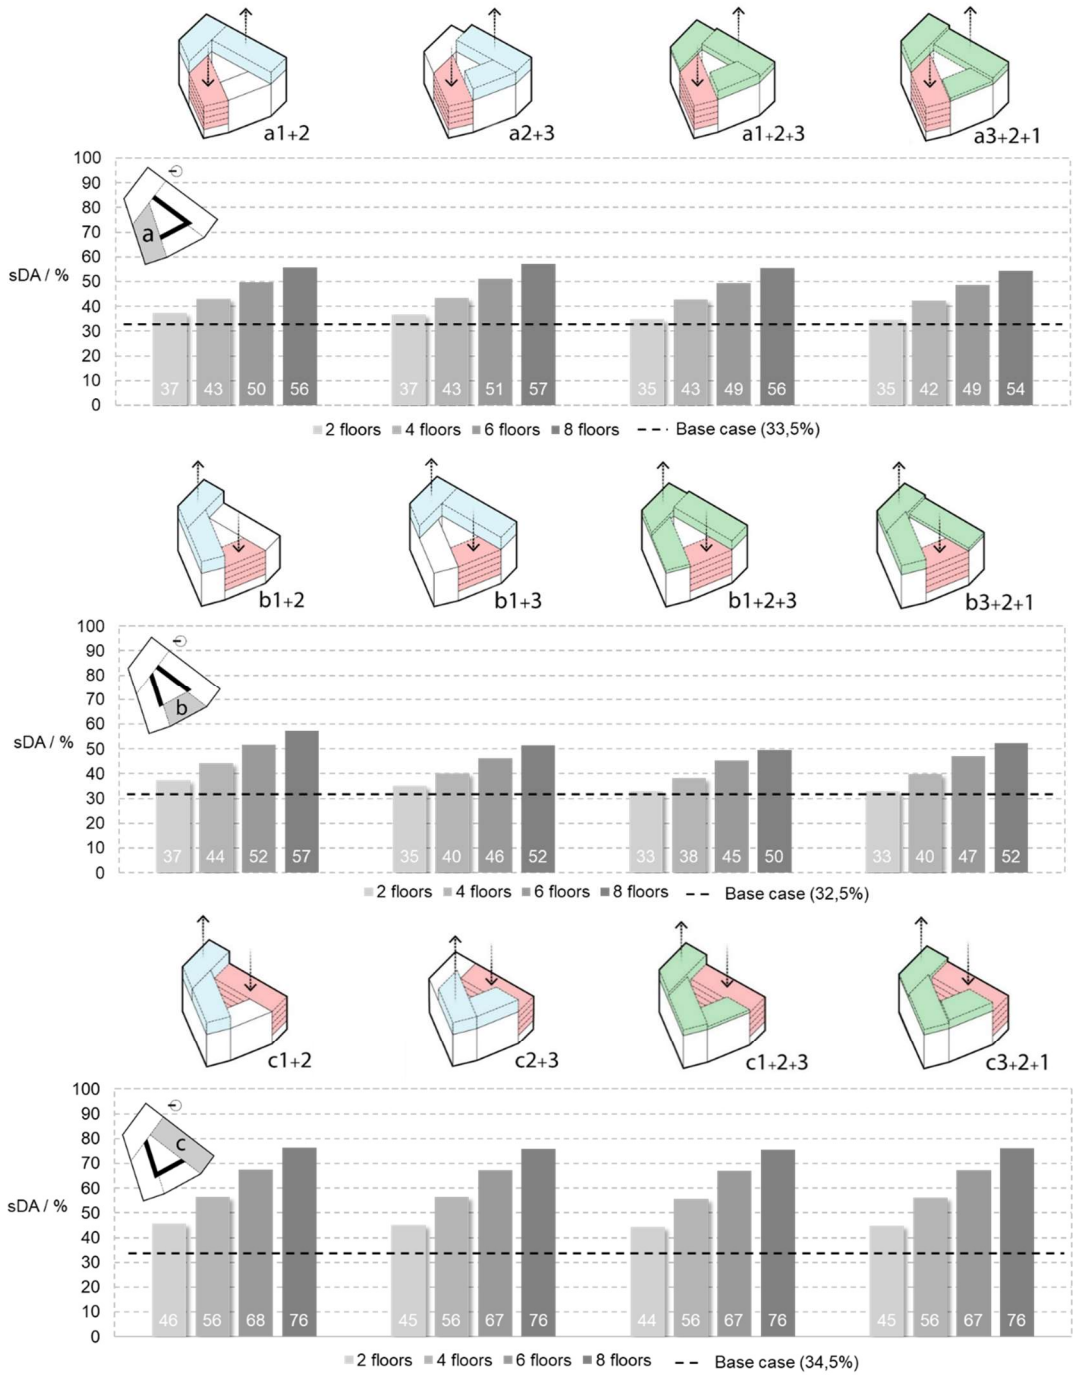 a1+2 a2+3 a1+2+3 a3+2+1
100
90
80
70
60
sDA / %
50
40
30
20
10
0
a
37 43 50 56 37 43 51 57 35 43 49 56 35 42 49 54
2 floors 4 floors 6 floors 8 floors Base case (33,5%)
b1+2 b1+3 b1+2+3 b3+2+1
100
90
80
70
60
sDA / %
50
40
30
20
10
0
b
37 44 52 57 35 40 46 52 33 38 45 50 33 40 47 52
2 floors 4 floors 6 floors 8 floors Base case (32,5%)
c1+2 c2+3 c1+2+3 c3+2+1
100
90
80
70
60
sDA / %
50
40
30
20
10
0
c
46 56 68 76 45 56 67 76 44 56 67 76 45 56 67 76
2 floors 4 floors 6 floors 8 floors Base case (34,5%)